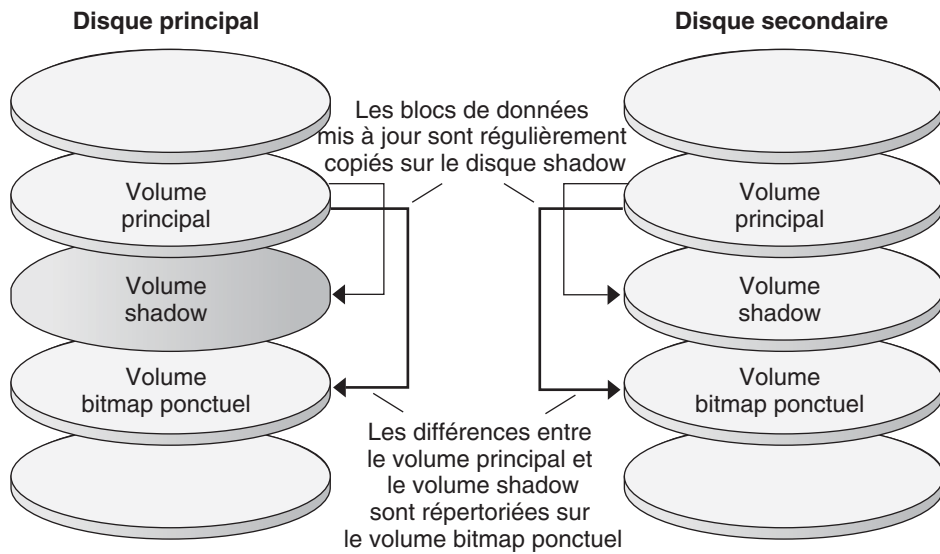 Disque principal
Disque secondaire
Les blocs de données
mis à jour sont régulièrement
copiés sur le disque shadow
Volume
principal
Volume
principal
Volume
shadow
Volume
shadow
Volume
bitmap ponctuel
Volume
bitmap ponctuel
Les différences entre
le volume principal et
le volume shadow
sont répertoriées sur
le volume bitmap ponctuel